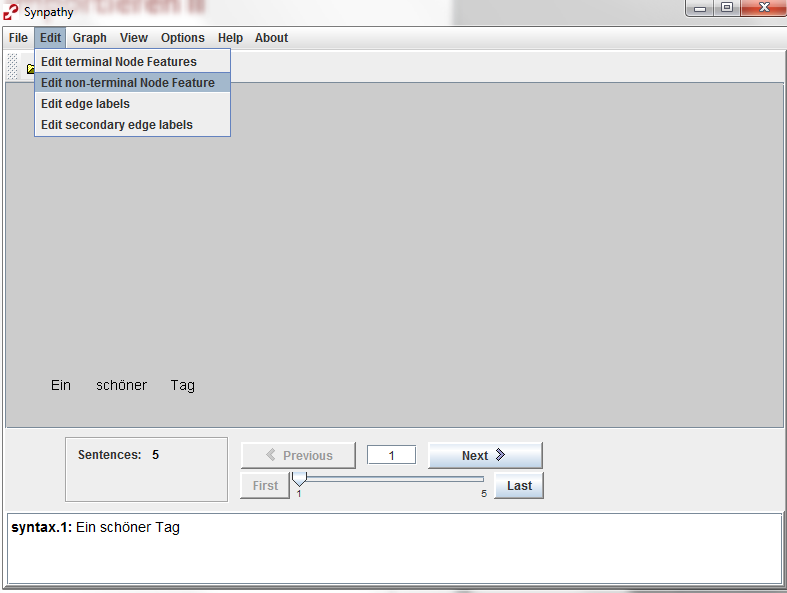 Synpathy
File Edit Graph View Options Help About
Edit terminal Node Features
Edit non-terminal Node Feature
Edit edge labels
Edit secondary edge labels
Ein schöner Tag
Sentences: 5
Previous 1 Next
First 1 5 Last
syntax.1: Ein schöner Tag